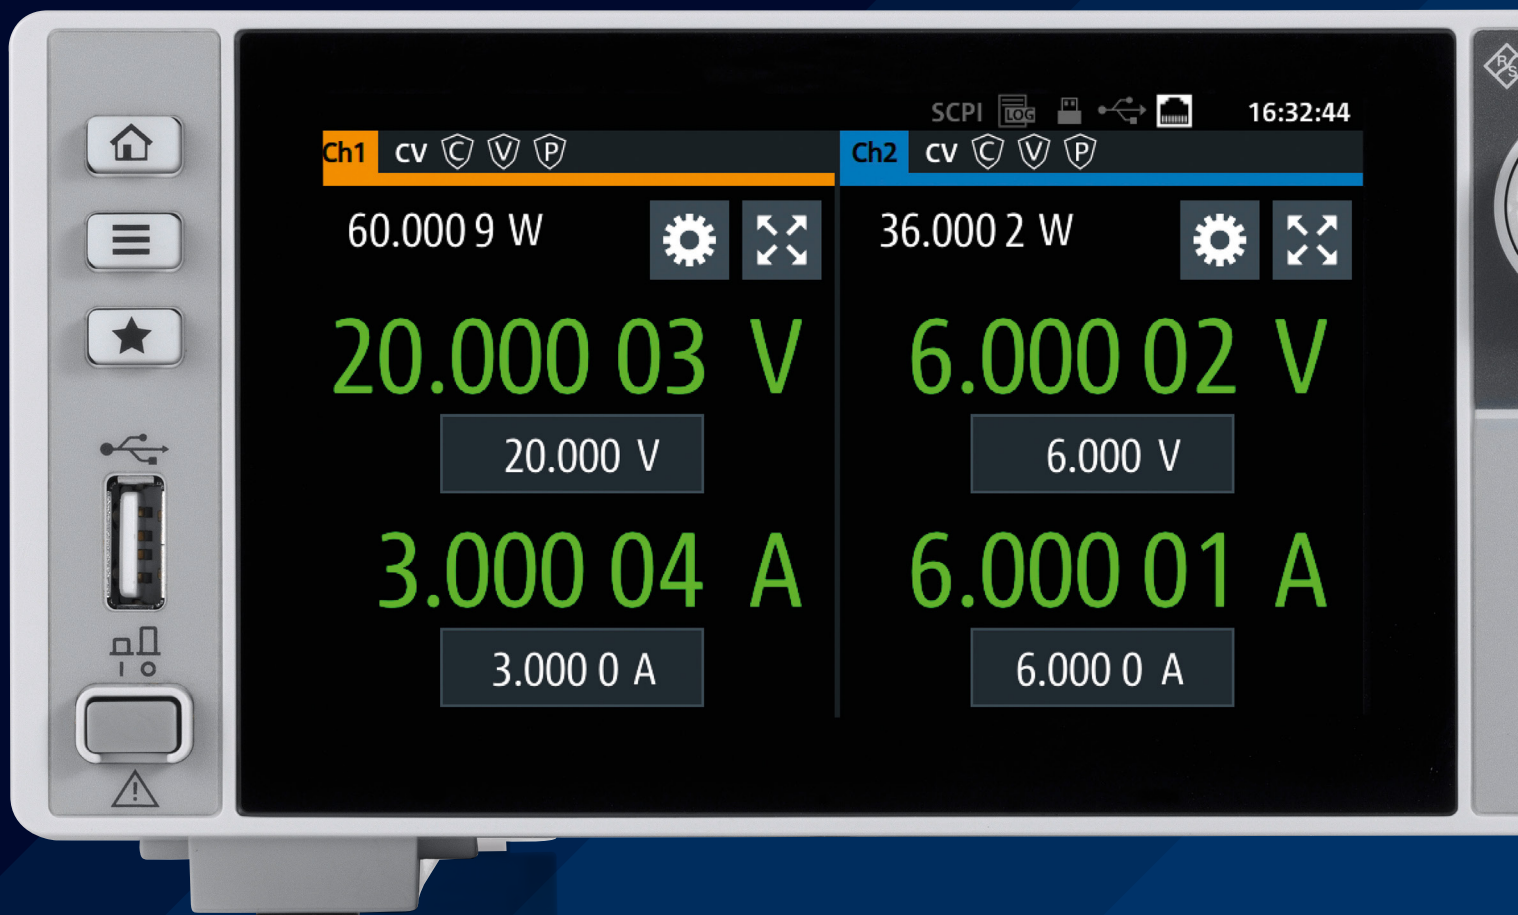 R S
SCPI LOG 16:32:44
Ch1 CV C V P
Ch2 CV C V P
60.000 9 W
36.000 2 W
20.000 03 V
6.000 02 V
20.000 V
6.000 V
3.000 04 A
6.000 01 A
3.000 0 A
6.000 0 A